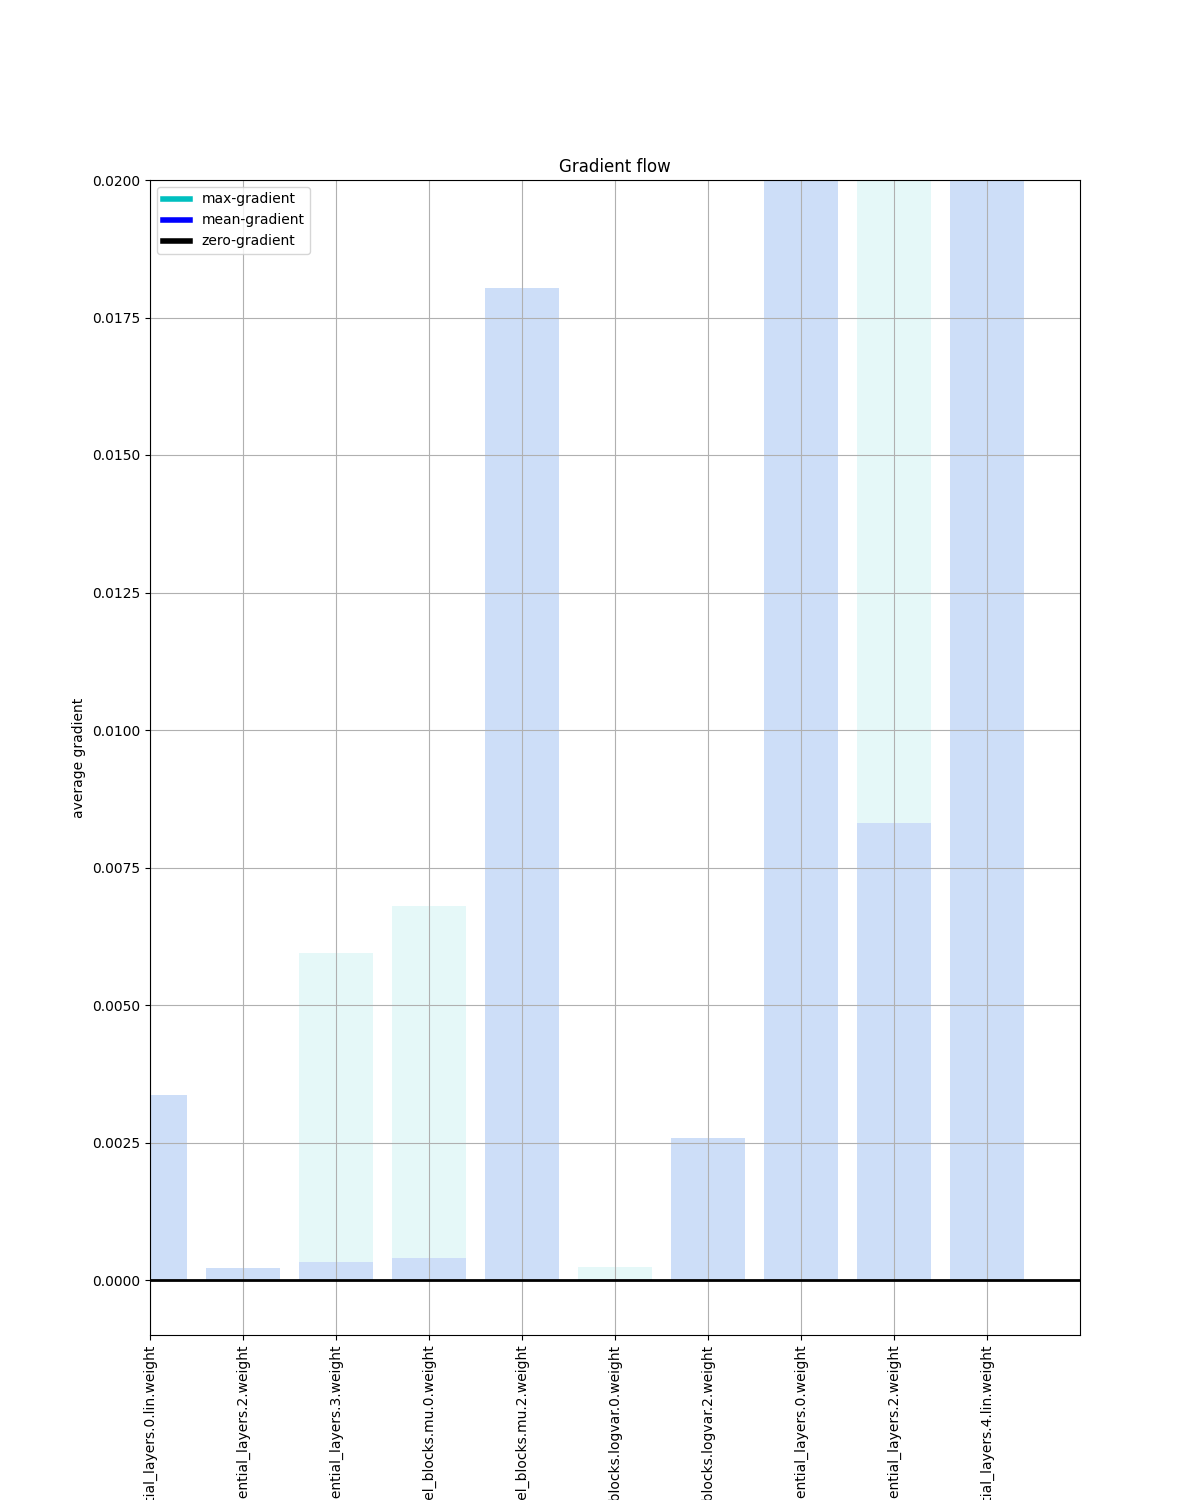 Gradient flow
max-gradient
mean-gradient
zero-gradient
average gradient
0.0200
0.0175
0.0150
0.0125
0.0100
0.0075
0.0050
0.0025
0.0000
tial_layers.0.lin.weight
ential_layers.2.weight
ential_layers.3.weight
el_blocks.mu.0.weight
el_blocks.mu.2.weight
blocks.logvar.0.weight
blocks.logvar.2.weight
ential_layers.0.weight
ential_layers.2.weight
tial_layers.4.lin.weight